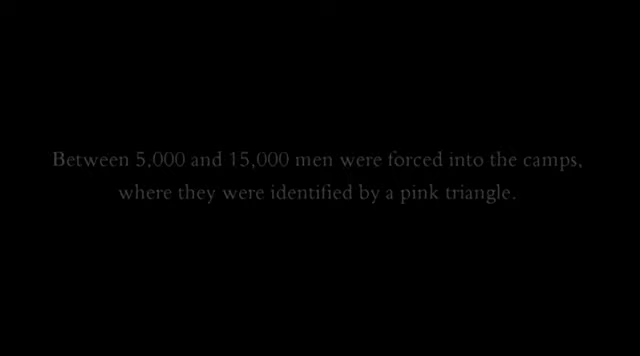 Between 5,000 and 15,000 men were forced into the camps,
where they were identified by a pink triangle.